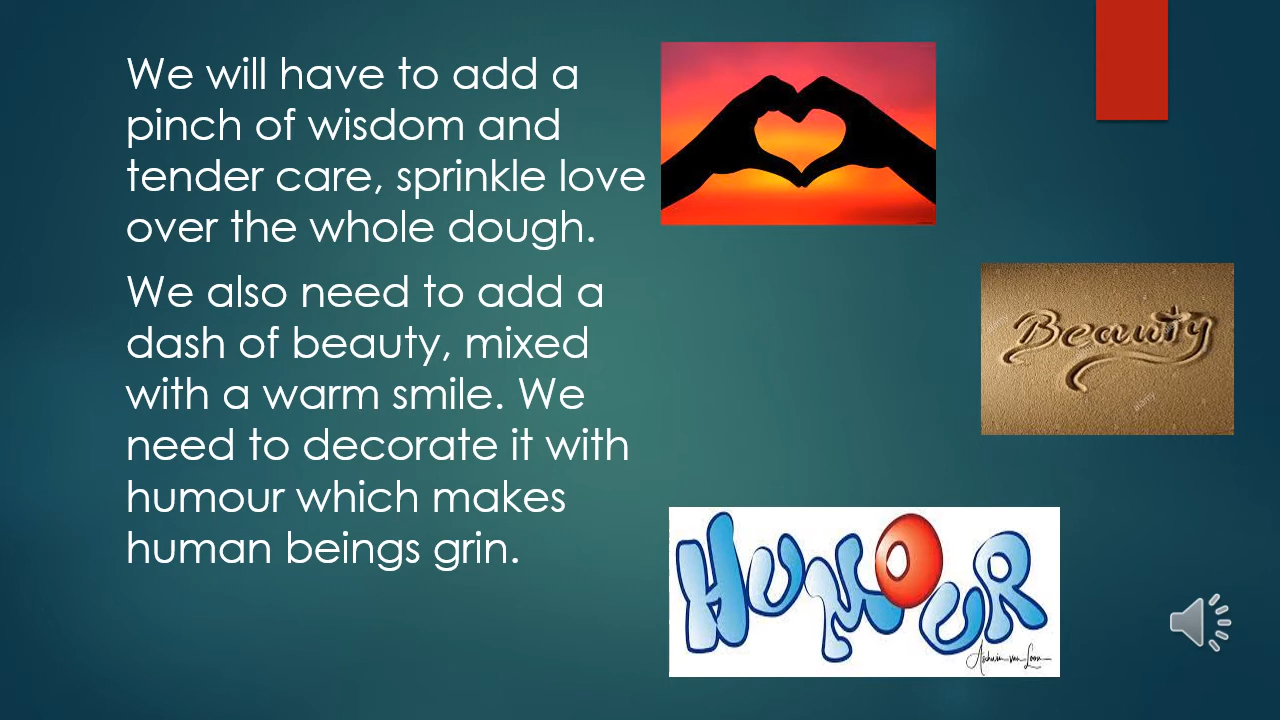 We will have to add a
pinch of wisdom and
tender care, sprinkle love
over the whole dough.
We also need to add a
dash of beauty, mixed
with a warm smile. We
need to decorate it with
humour which makes
human beings grin.
Beauty
alamy
HUMOUR